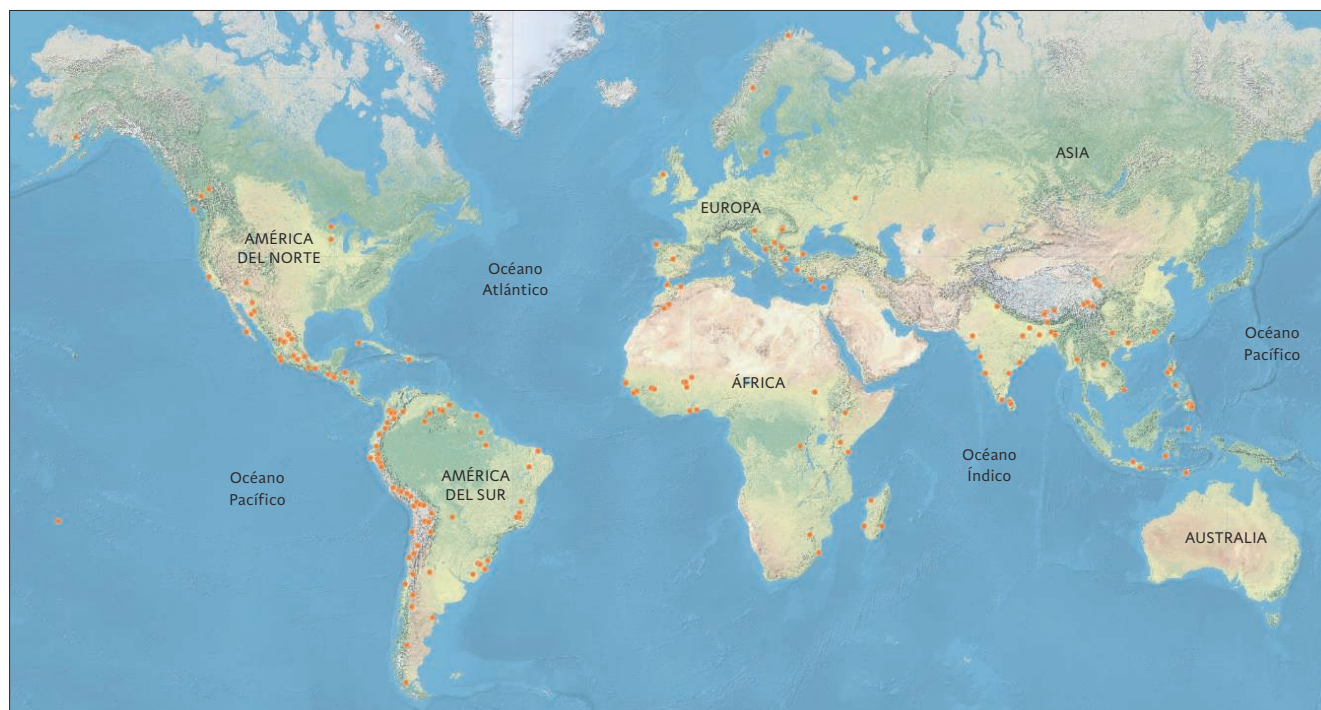 ASIA
EUROPA
AMÉRICA
DEL NORTE
Océano
Atlántico
Océano
Pacífico
ÁFRICA
Océano
Pacífico
AMÉRICA
DEL SUR
Océano
Índico
AUSTRALIA